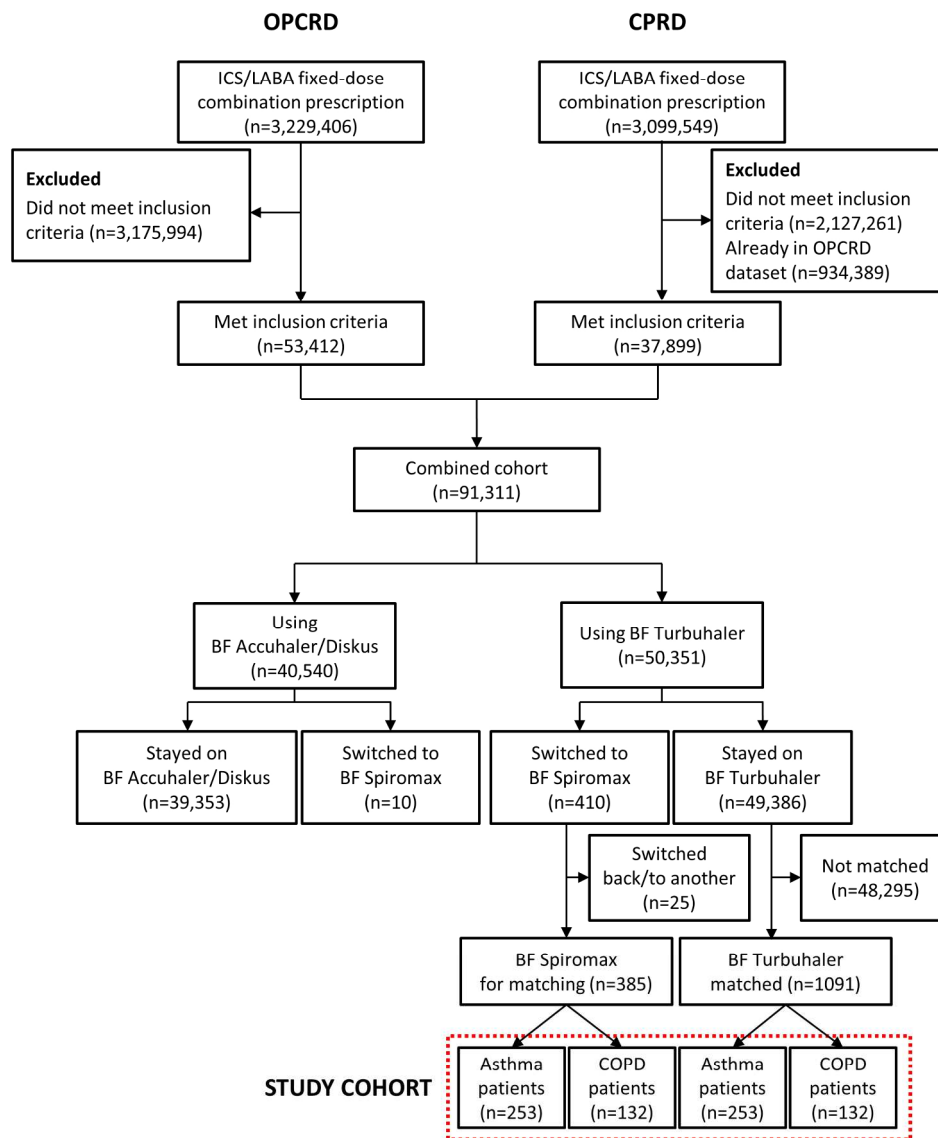 OPCRD
CPRD
ICS/LABA fixed-dose
combination prescription
(n=3,229,406)
ICS/LABA fixed-dose
combination prescription
(n=3,099,549)
Excluded
Did not meet inclusion
criteria (n=3,175,994)
Excluded
Did not meet inclusion
criteria (n=2,127,261)
Already in OPCRD
dataset (n=934,389)
Met inclusion criteria
(n=53,412)
Met inclusion criteria
(n=37,899)
Combined cohort
(n=91,311)
Using
BF Accuhaler/Diskus
(n=40,540)
Using BF Turbuhaler
(n=50,351)
Stayed on
BF Accuhaler/Diskus
(n=39,353)
Switched to
BF Spiromax
(n=10)
Switched to
BF Spiromax
(n=410)
Stayed on
BF Turbuhaler
(n=49,386)
Switched
back/to another
(n=25)
Not matched
(n=48,295)
BF Spiromax
for matching (n=385)
BF Turbuhaler
matched (n=1091)
STUDY COHORT
Asthma
patients
(n=253)
COPD
patients
(n=132)
Asthma
patients
(n=253)
COPD
patients
(n=132)